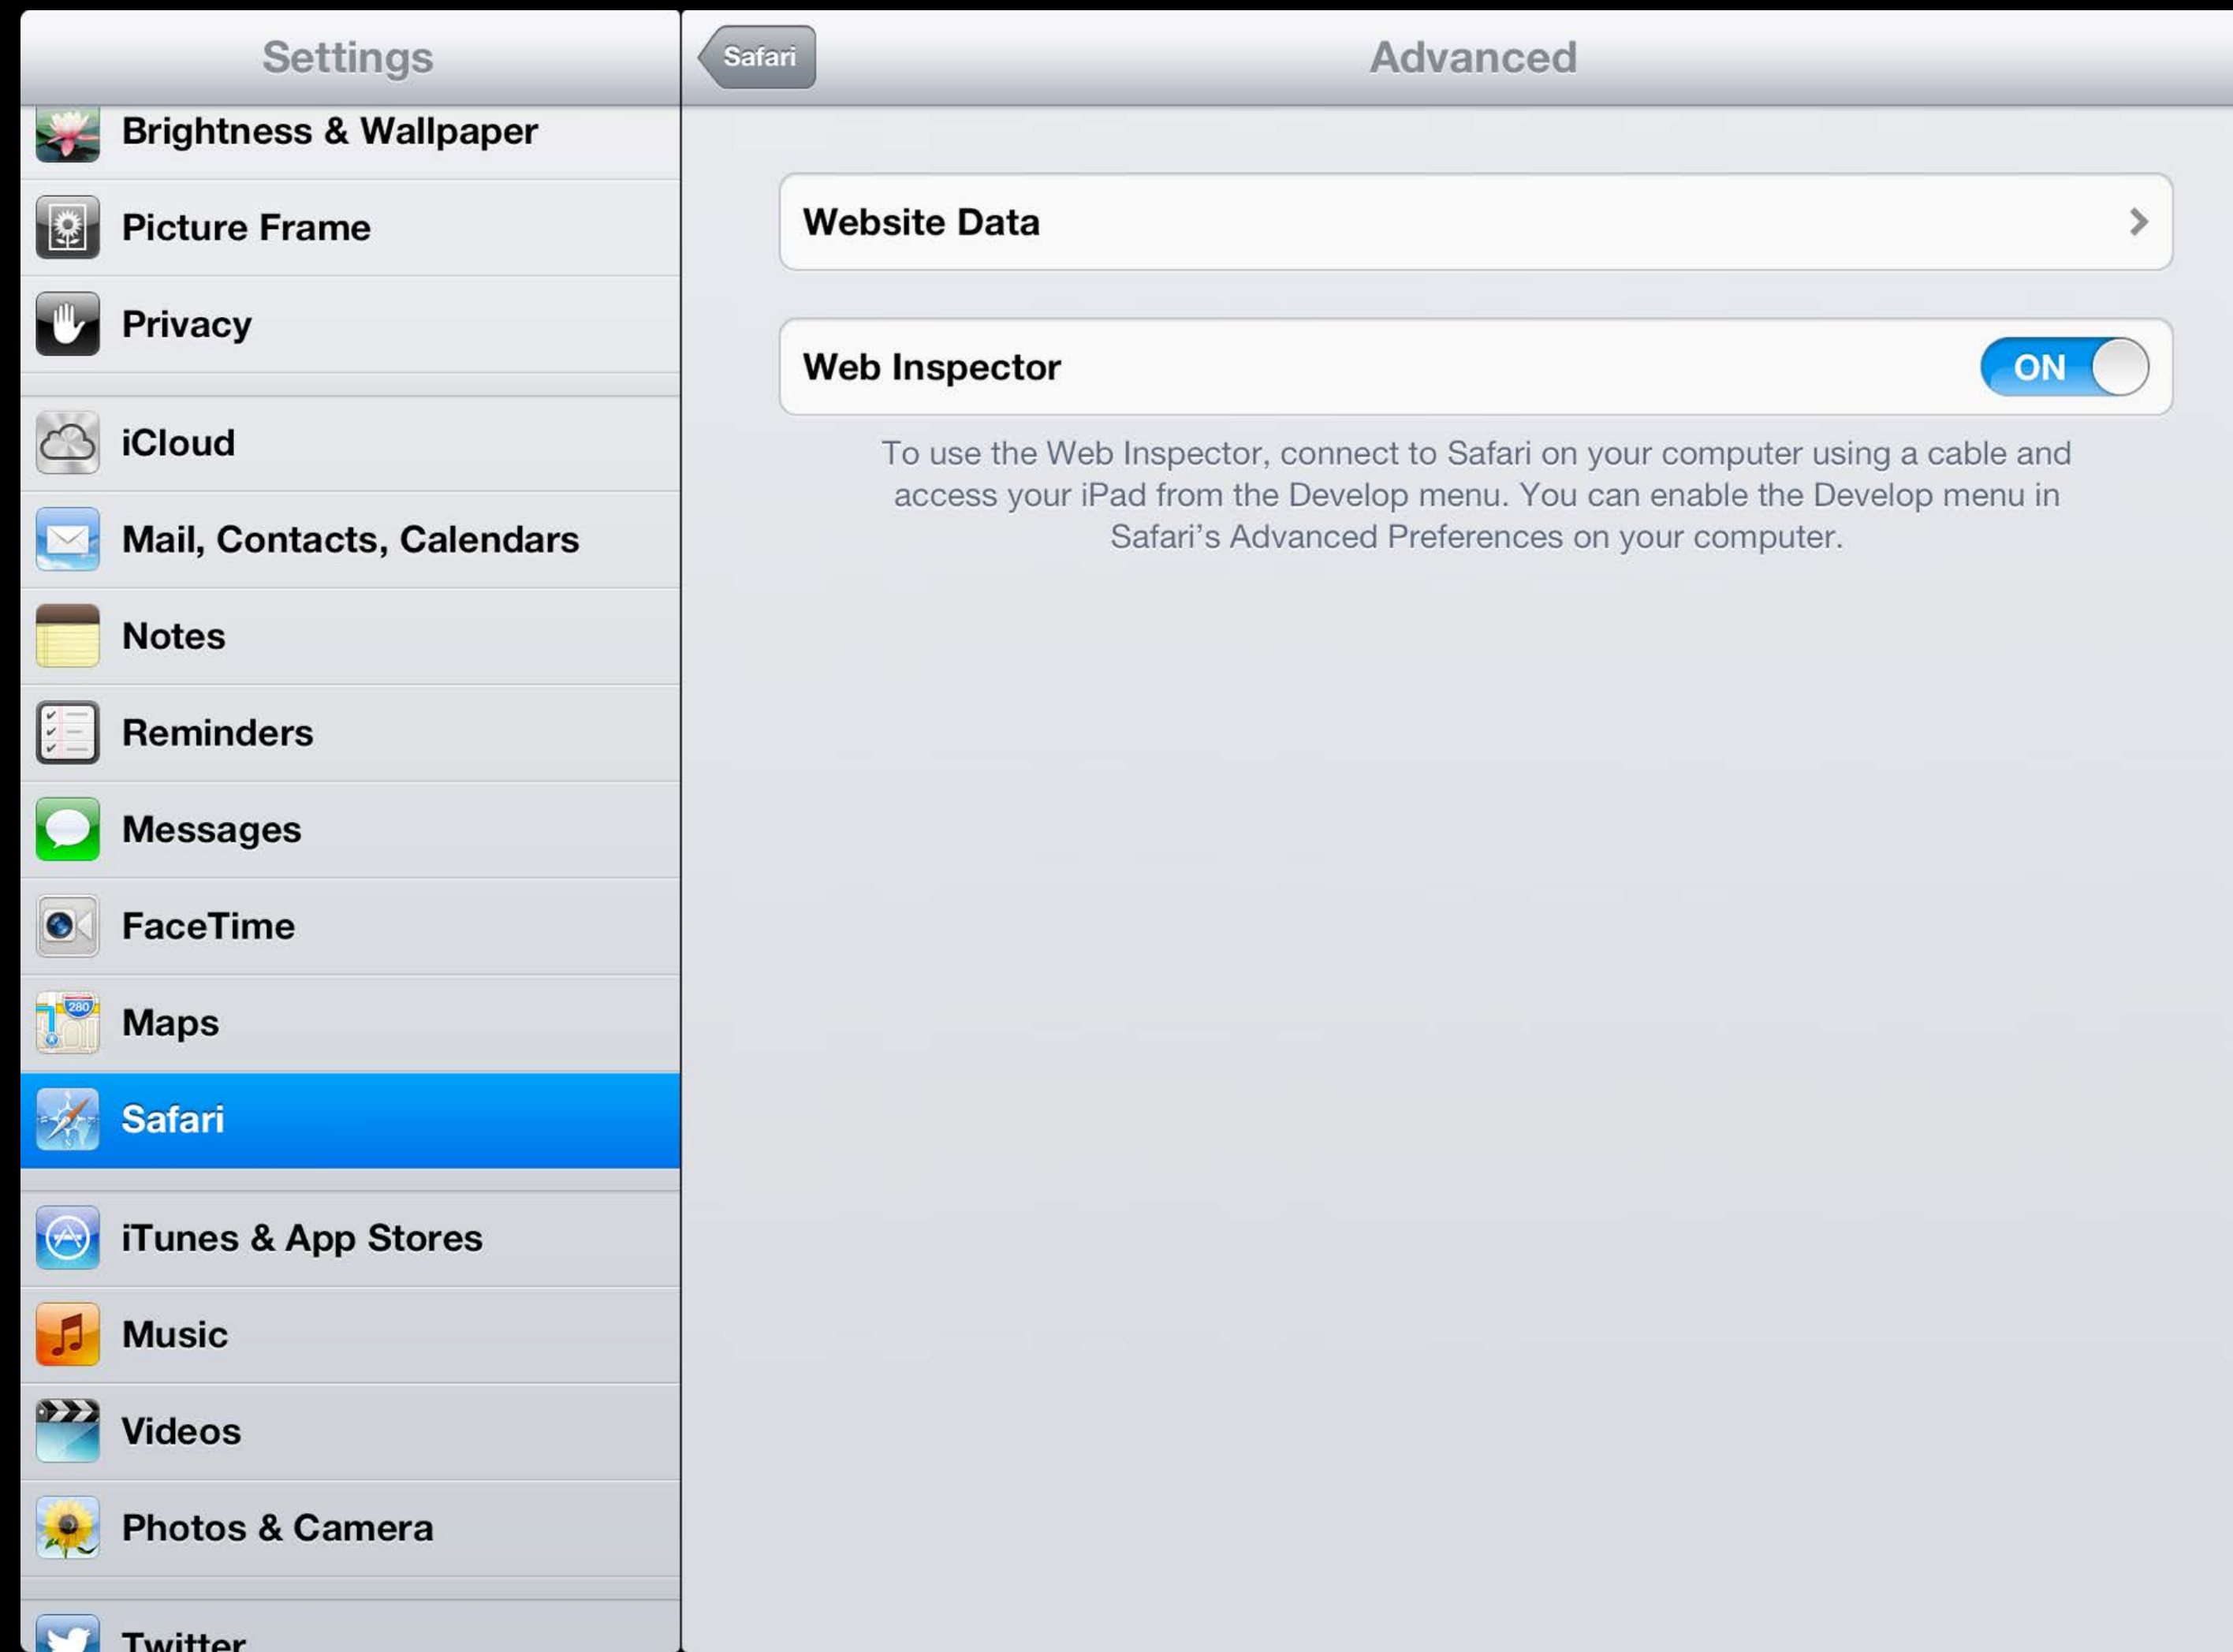 Settings
Brightness & Wallpaper
Picture Frame
Privacy
iCloud
Mail, Contacts, Calendars
Notes
Reminders
Messages
FaceTime
280
Maps
Safari
iTunes & App Stores
Music
Videos
Photos & Camera
Twitter
Safari
Advanced
Website Data
Web Inspector
ON
To use the Web Inspector, connect to Safari on your computer using a cable and
access your iPad from the Develop menu. You can enable the Develop menu in
Safari's Advanced Preferences on your computer.